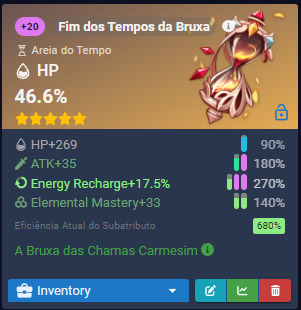 +20 Fim dos Tempos da Bruxa
Areia do Tempo
HP
46.6%
HP+269 90%
ATK+35 180%
Energy Recharge+17.5% 270%
Elemental Mastery+33 140%
Eficiência Atual do Subatributo 680%
A Bruxa das Chamas Carmesim
Inventory